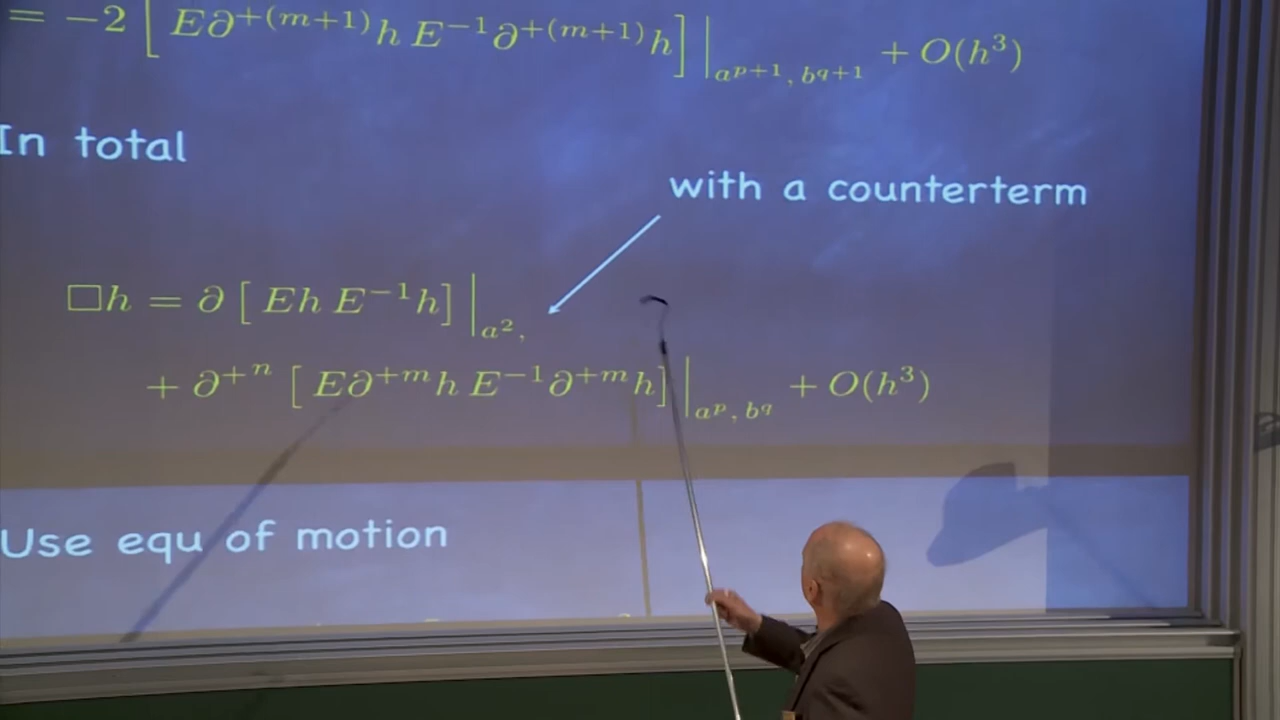 = −2 [ E∂^{+(m+1)}h E^{−1}∂^{+(m+1)}h]|_{a^{p+1}, b^{q+1}} + O(h^3)
In total
with a counterterm
□h = ∂ [ Eh E^{−1}h]|_{a^2,}
+ ∂^{+n} [ E∂^{+m}h E^{−1}∂^{+m}h]|_{a^p, b^q} + O(h^3)
Use equ of motion